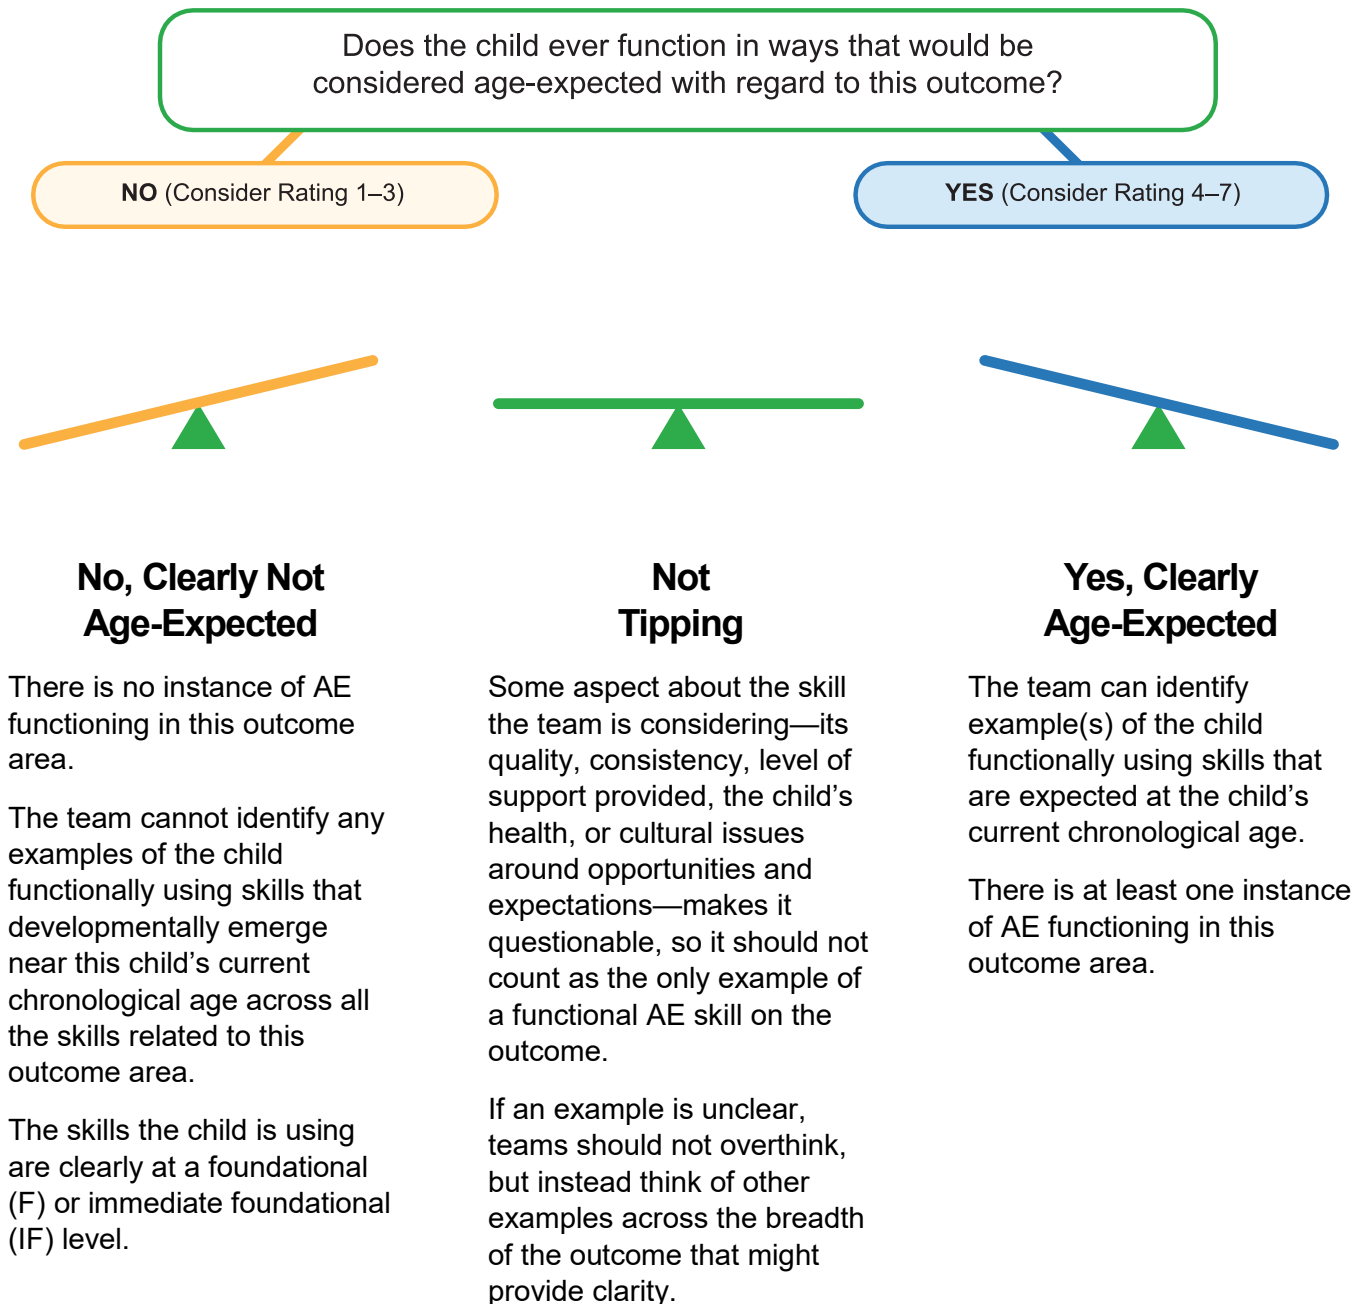 Does the child ever function in ways that would be
considered age-expected with regard to this outcome?
NO (Consider Rating 1–3)
YES (Consider Rating 4–7)
No, Clearly Not
Age-Expected
There is no instance of AE
functioning in this outcome
area.
The team cannot identify any
examples of the child
functionally using skills that
developmentally emerge
near this child’s current
chronological age across all
the skills related to this
outcome area.
The skills the child is using
are clearly at a foundational
(F) or immediate foundational
(IF) level.
Not
Tipping
Some aspect about the skill
the team is considering—its
quality, consistency, level of
support provided, the child’s
health, or cultural issues
around opportunities and
expectations—makes it
questionable, so it should not
count as the only example of
a functional AE skill on the
outcome.
If an example is unclear,
teams should not overthink,
but instead think of other
examples across the breadth
of the outcome that might
provide clarity.
Yes, Clearly
Age-Expected
The team can identify
example(s) of the child
functionally using skills that
are expected at the child’s
current chronological age.
There is at least one instance
of AE functioning in this
outcome area.